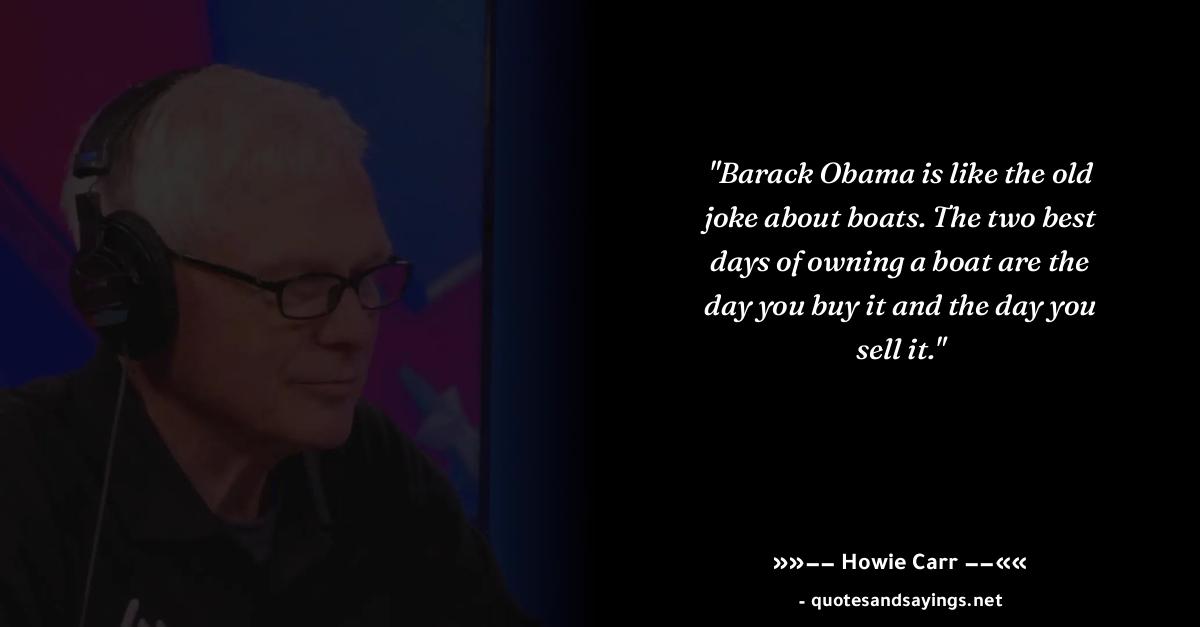 "Barack Obama is like the old
joke about boats. The two best
days of owning a boat are the
day you buy it and the day you
sell it."
»»−− Howie Carr −−««
- quotesandsayings.net